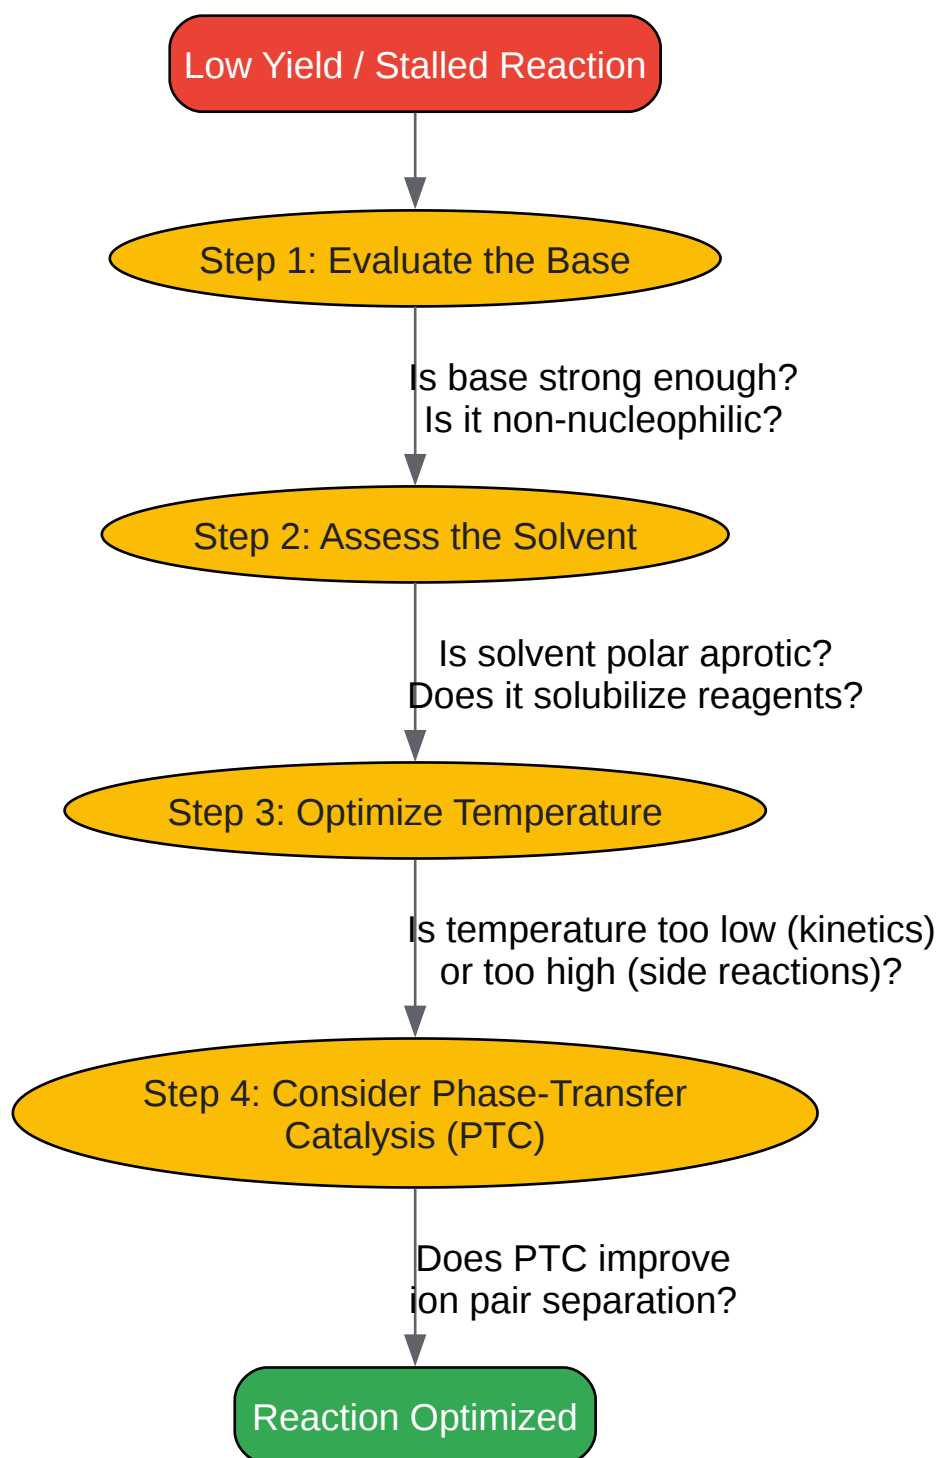 Low Yield / Stalled Reaction
Step 1: Evaluate the Base
Is base strong enough?
Is it non-nucleophilic?
Step 2: Assess the Solvent
Is solvent polar aprotic?
Does it solubilize reagents?
Step 3: Optimize Temperature
Is temperature too low (kinetics)
or too high (side reactions)?
Step 4: Consider Phase-Transfer
Catalysis (PTC)
Does PTC improve
ion pair separation?
Reaction Optimized